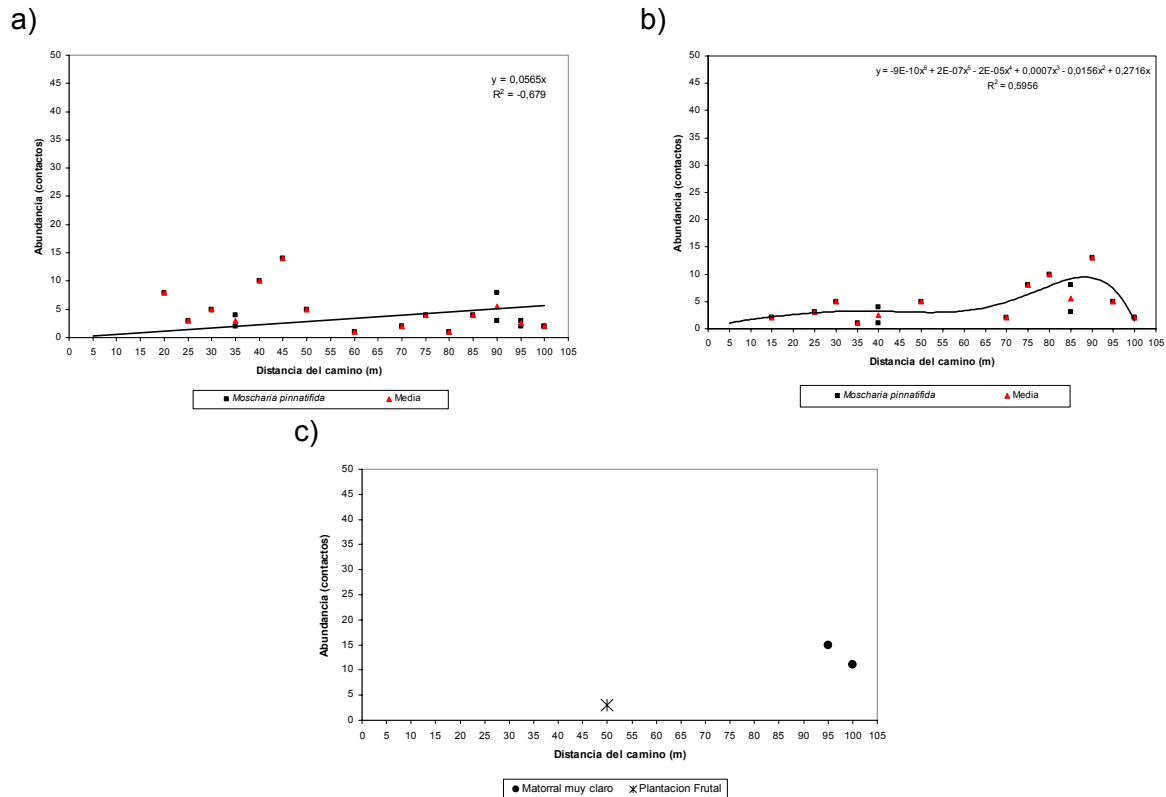 a)
50
45
40
35
30
25
20
15
10
5
0
Abundancia (contactos)
y = 0,0565x
R² = -0,679
0 5 10 15 20 25 30 35 40 45 50 55 60 65 70 75 80 85 90 95 100 105
Distancia del camino (m)
Moscharia pinnatifida Media
b)
50
45
40
35
30
25
20
15
10
5
0
Abundancia (contactos)
y = -9E-10x⁶ + 2E-07x⁵ - 2E-05x⁴ + 0,0007x³ - 0,0156x² + 0,2716x
R² = 0,5956
0 5 10 15 20 25 30 35 40 45 50 55 60 65 70 75 80 85 90 95 100 105
Distancia del camino (m)
Moscharia pinnatifida Media
c)
50
45
40
35
30
25
20
15
10
5
0
Abundancia (contactos)
0 5 10 15 20 25 30 35 40 45 50 55 60 65 70 75 80 85 90 95 100 105
Distancia del camino (m)
Matorral muy claro Plantacion Frutal